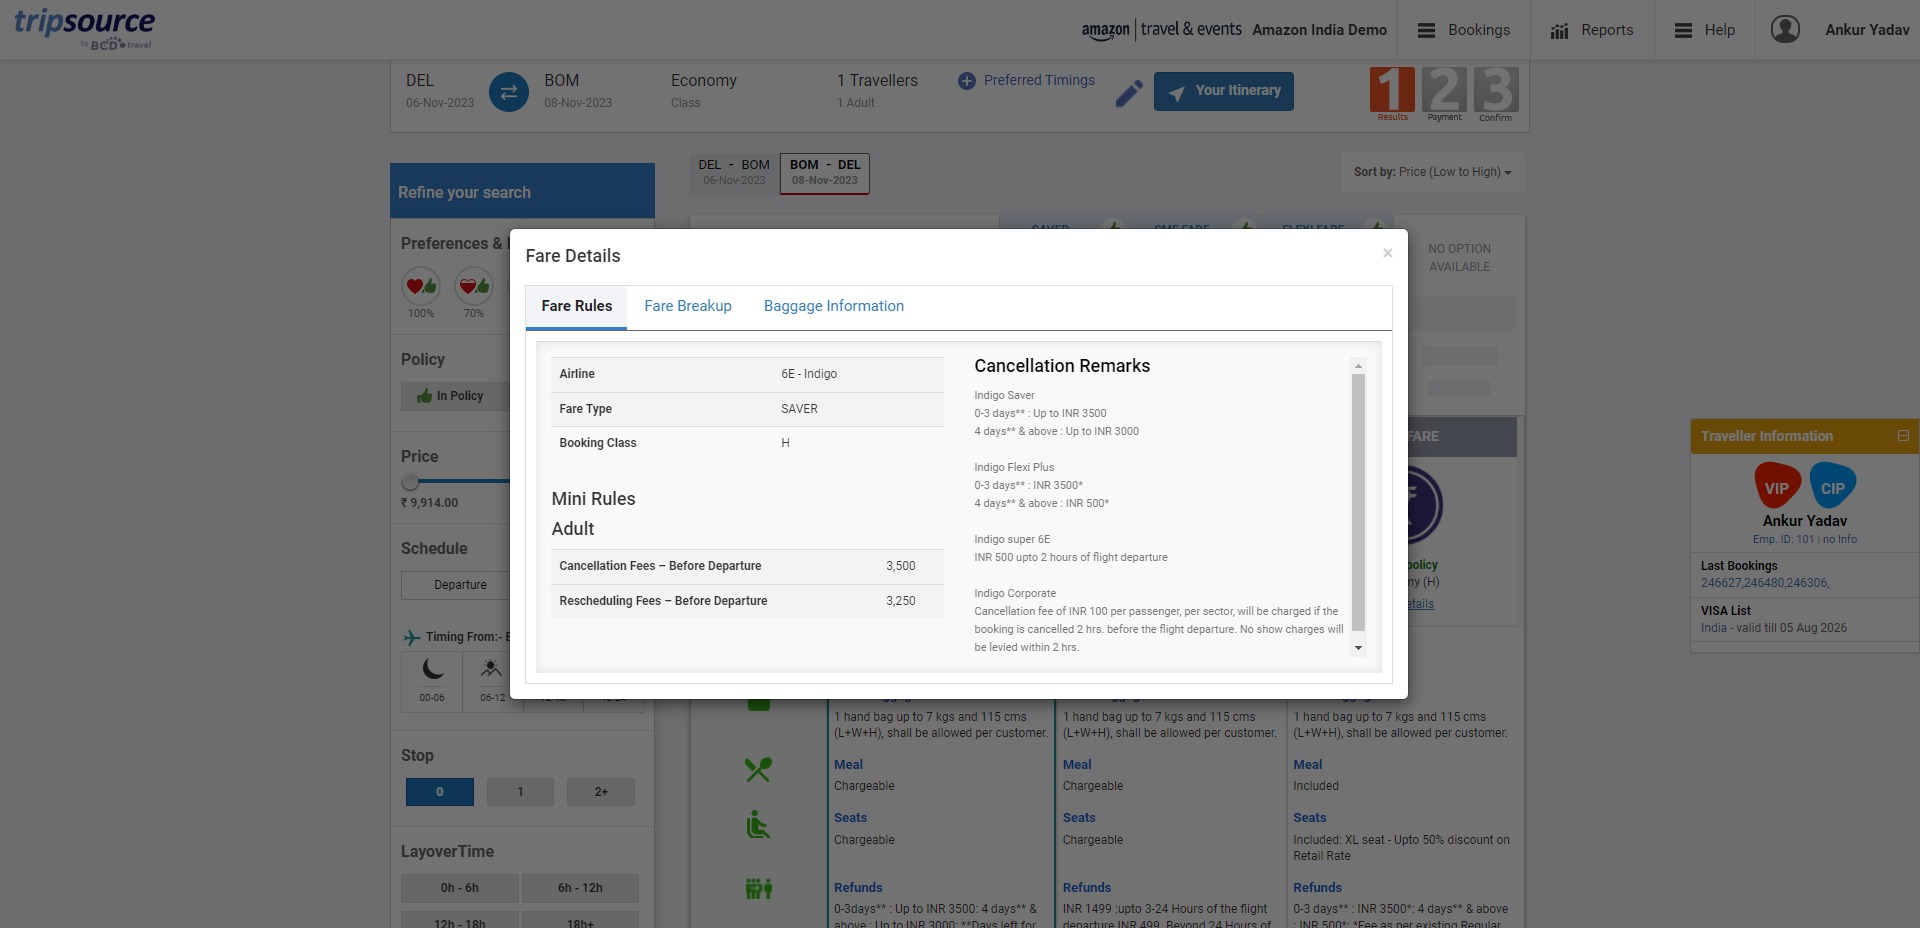 tripsource
by BCD travel
amazon travel & events
Amazon India Demo
Bookings
Reports
Help
Ankur Yadav
DEL
06-Nov-2023
BOM
08-Nov-2023
Economy
Class
1 Travellers
1 Adult
Preferred Timings
Your Itinerary
1
Results
2
Payment
3
Confirm
Refine your search
DEL - BOM
06-Nov-2023
BOM - DEL
08-Nov-2023
Sort by: Price (Low to High)
NO OPTION
AVAILABLE
Preferences &
100%
70%
Policy
In Policy
Price
₹ 9,914.00
Schedule
Departure
Timing From:-
00-06
06-12
Stop
0
1
2+
LayoverTime
0h - 6h
6h - 12h
12h - 18h
18h+
Fare Details
×
Fare Rules
Fare Breakup
Baggage Information
Airline
6E - Indigo
Fare Type
SAVER
Booking Class
H
Mini Rules
Adult
Cancellation Fees – Before Departure
3,500
Rescheduling Fees – Before Departure
3,250
Cancellation Remarks
Indigo Saver
0-3 days** : Up to INR 3500
4 days** & above : Up to INR 3000
Indigo Flexi Plus
0-3 days** : INR 3500*
4 days** & above : INR 500*
Indigo super 6E
INR 500 upto 2 hours of flight departure
Indigo Corporate
Cancellation fee of INR 100 per passenger, per sector, will be charged if the
booking is cancelled 2 hrs. before the flight departure. No show charges will
be levied within 2 hrs.
FARE
policy
my (H)
etails
1 hand bag up to 7 kgs and 115 cms
(L+W+H), shall be allowed per customer.
Meal
Chargeable
Seats
Chargeable
Refunds
0-3days** : Up to INR 3500: 4 days** &
above : Up to INR 3000: **Days left for
1 hand bag up to 7 kgs and 115 cms
(L+W+H), shall be allowed per customer.
Meal
Chargeable
Seats
Chargeable
Refunds
INR 1499 :upto 3-24 Hours of the flight
departure INR 499, Beyond 24 Hours of
1 hand bag up to 7 kgs and 115 cms
(L+W+H), shall be allowed per customer.
Meal
Included
Seats
Included: XL seat - Upto 50% discount on
Retail Rate
Refunds
0-3 days** : INR 3500*: 4 days** & above
: INR 500*: *Fee as per existing Regular
Traveller Information
VIP
CIP
Ankur Yadav
Emp. ID: 101 | no Info
Last Bookings
246627,246480,246306,
VISA List
India - valid till 05 Aug 2026